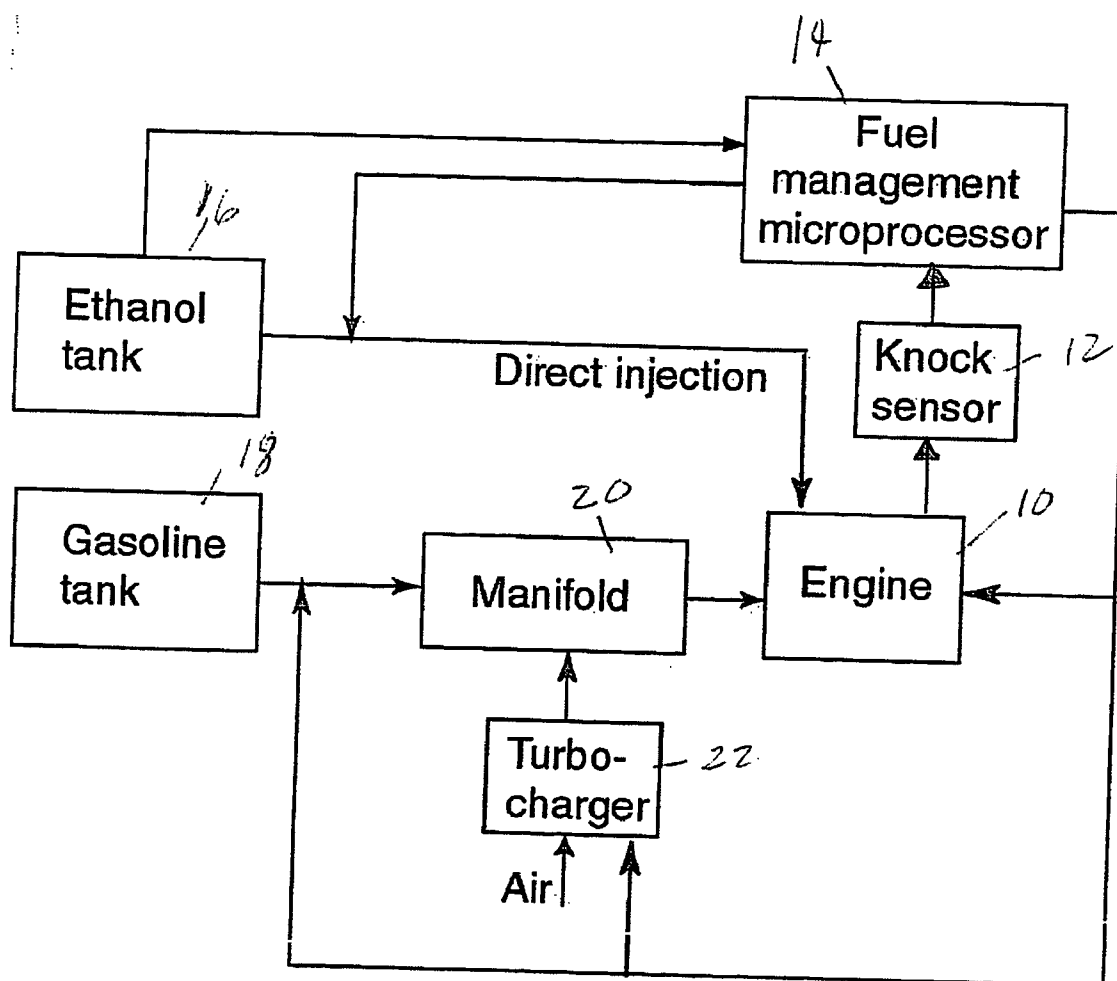 14
Fuel
management
microprocessor
16
Ethanol
tank
Direct injection
Knock
sensor
12
18
Gasoline
tank
20
Manifold
10
Engine
Turbo-
charger
22
Air